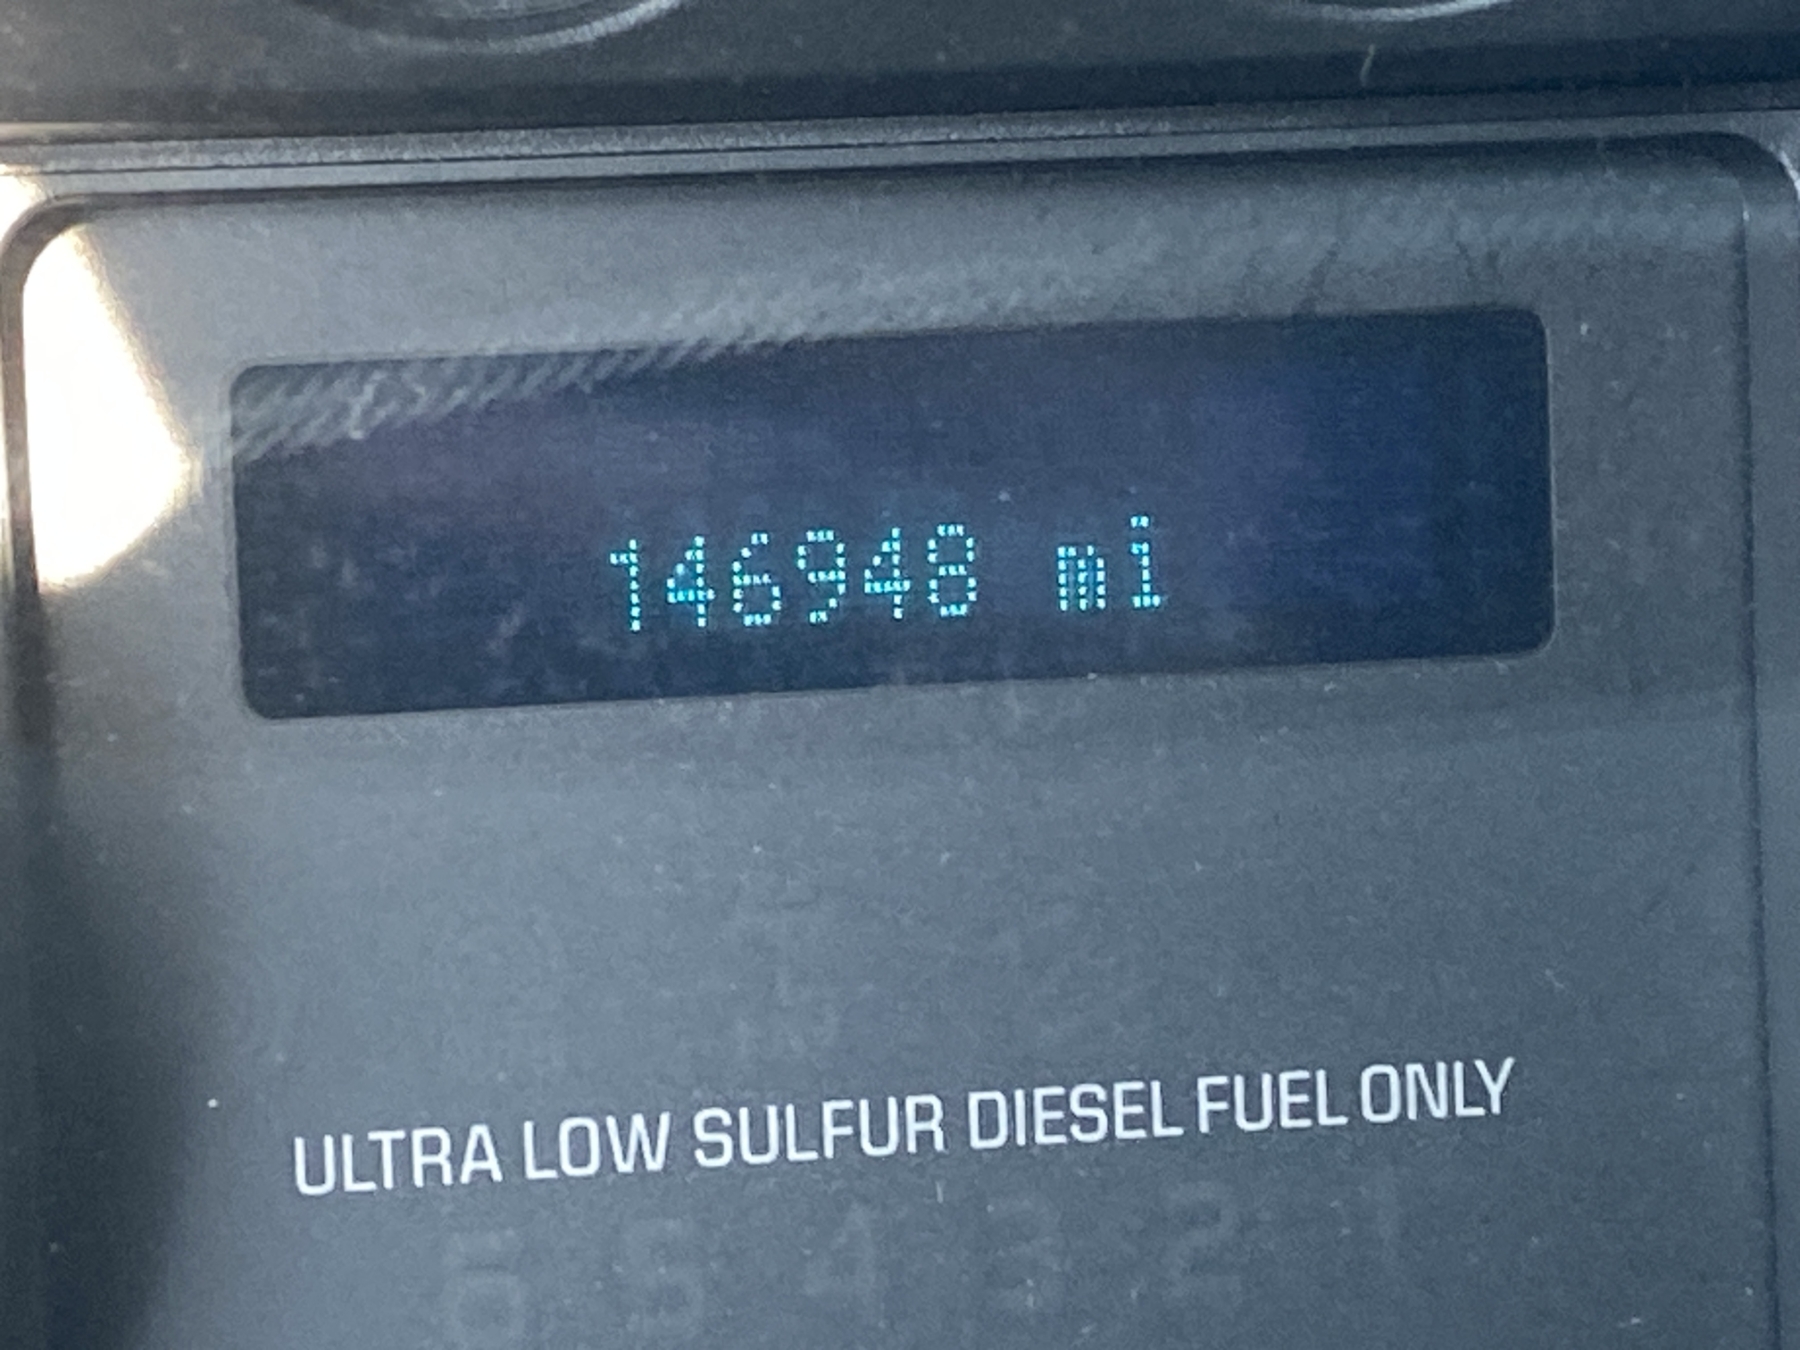 146948 mi
ULTRA LOW SULFUR DIESEL FUEL ONLY